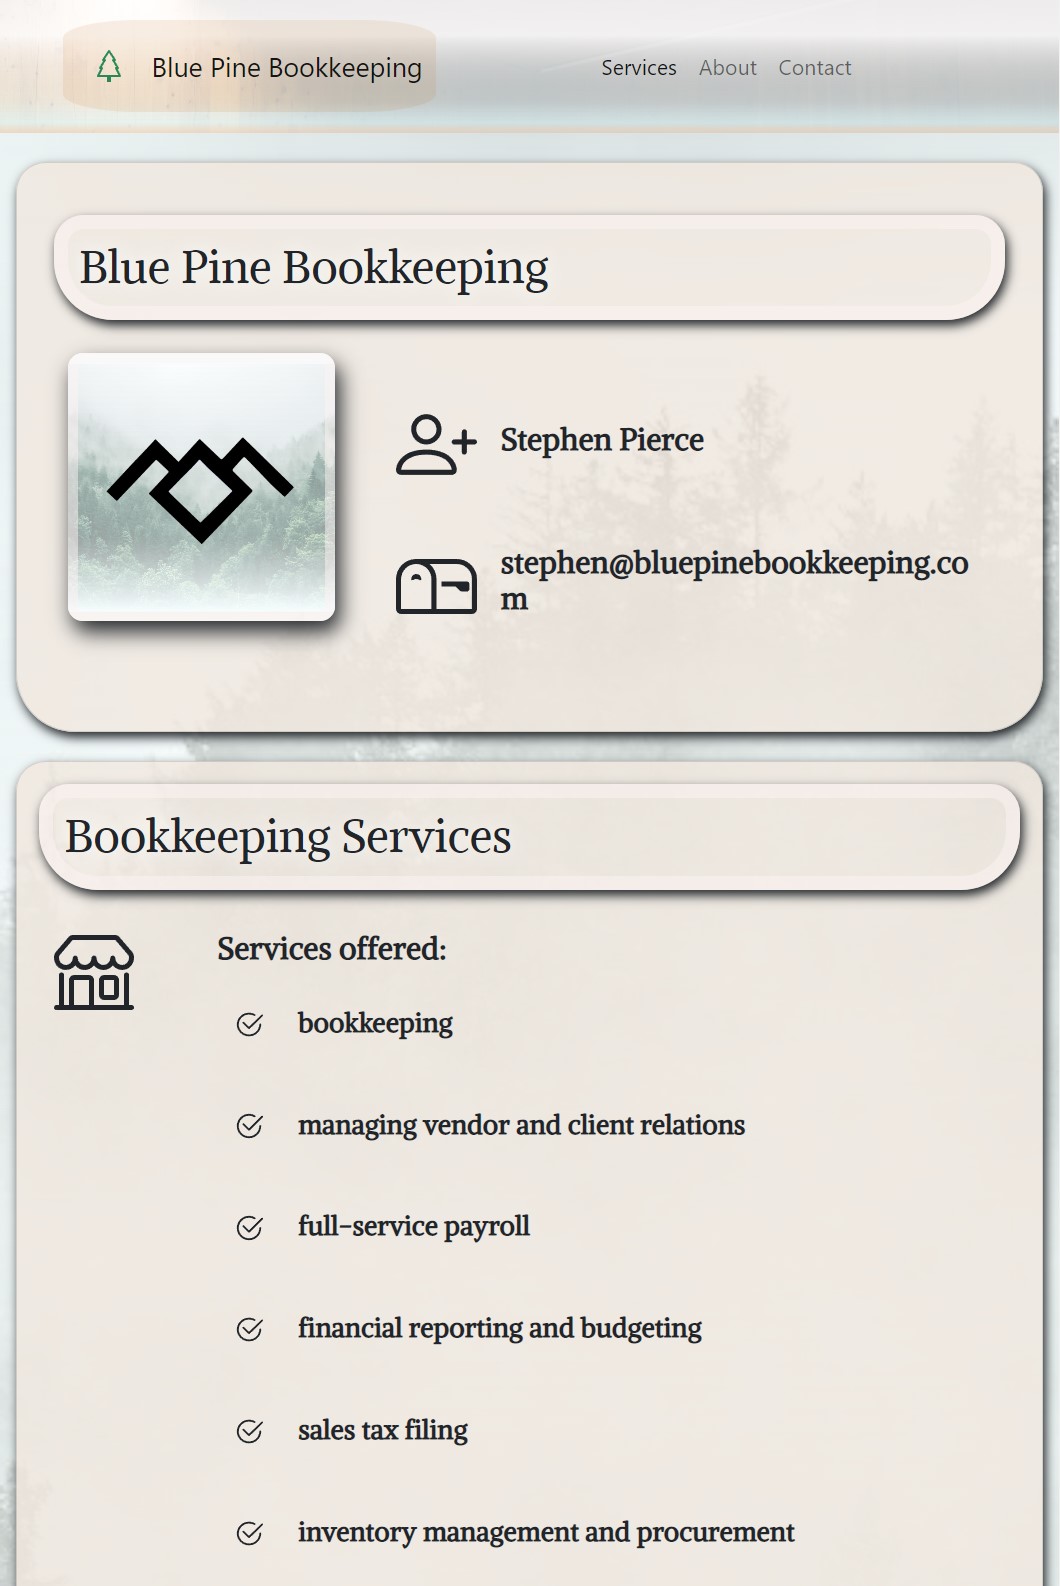 Blue Pine Bookkeeping
Services About Contact
Blue Pine Bookkeeping
Stephen Pierce
stephen@bluepinebookkeeping.co
m
Bookkeeping Services
Services offered:
bookkeeping
managing vendor and client relations
full-service payroll
financial reporting and budgeting
sales tax filing
inventory management and procurement